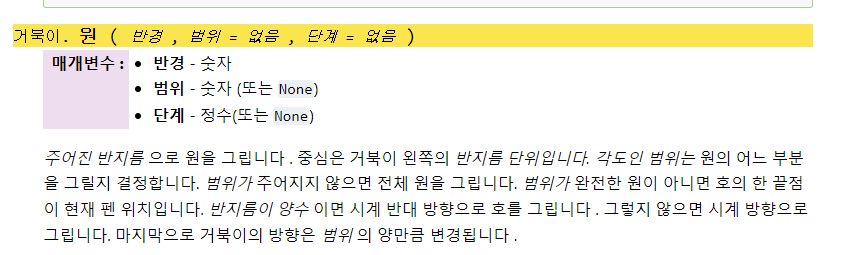 거북이. 원 ( 반경 , 범위 = 없음 , 단계 = 없음 )
매개변수 : • 반경 - 숫자
• 범위 - 숫자 (또는 None)
• 단계 - 정수(또는 None)
주어진 반지름 으로 원을 그립니다 . 중심은 거북이 왼쪽의 반지름 단위입니다. 각도인 범위는 원의 어느 부분
을 그릴지 결정합니다. 범위가 주어지지 않으면 전체 원을 그립니다. 범위가 완전한 원이 아니면 호의 한 끝점
이 현재 펜 위치입니다. 반지름이 양수 이면 시계 반대 방향으로 호를 그립니다 . 그렇지 않으면 시계 방향으로
그립니다. 마지막으로 거북이의 방향은 범위 의 양만큼 변경됩니다 .